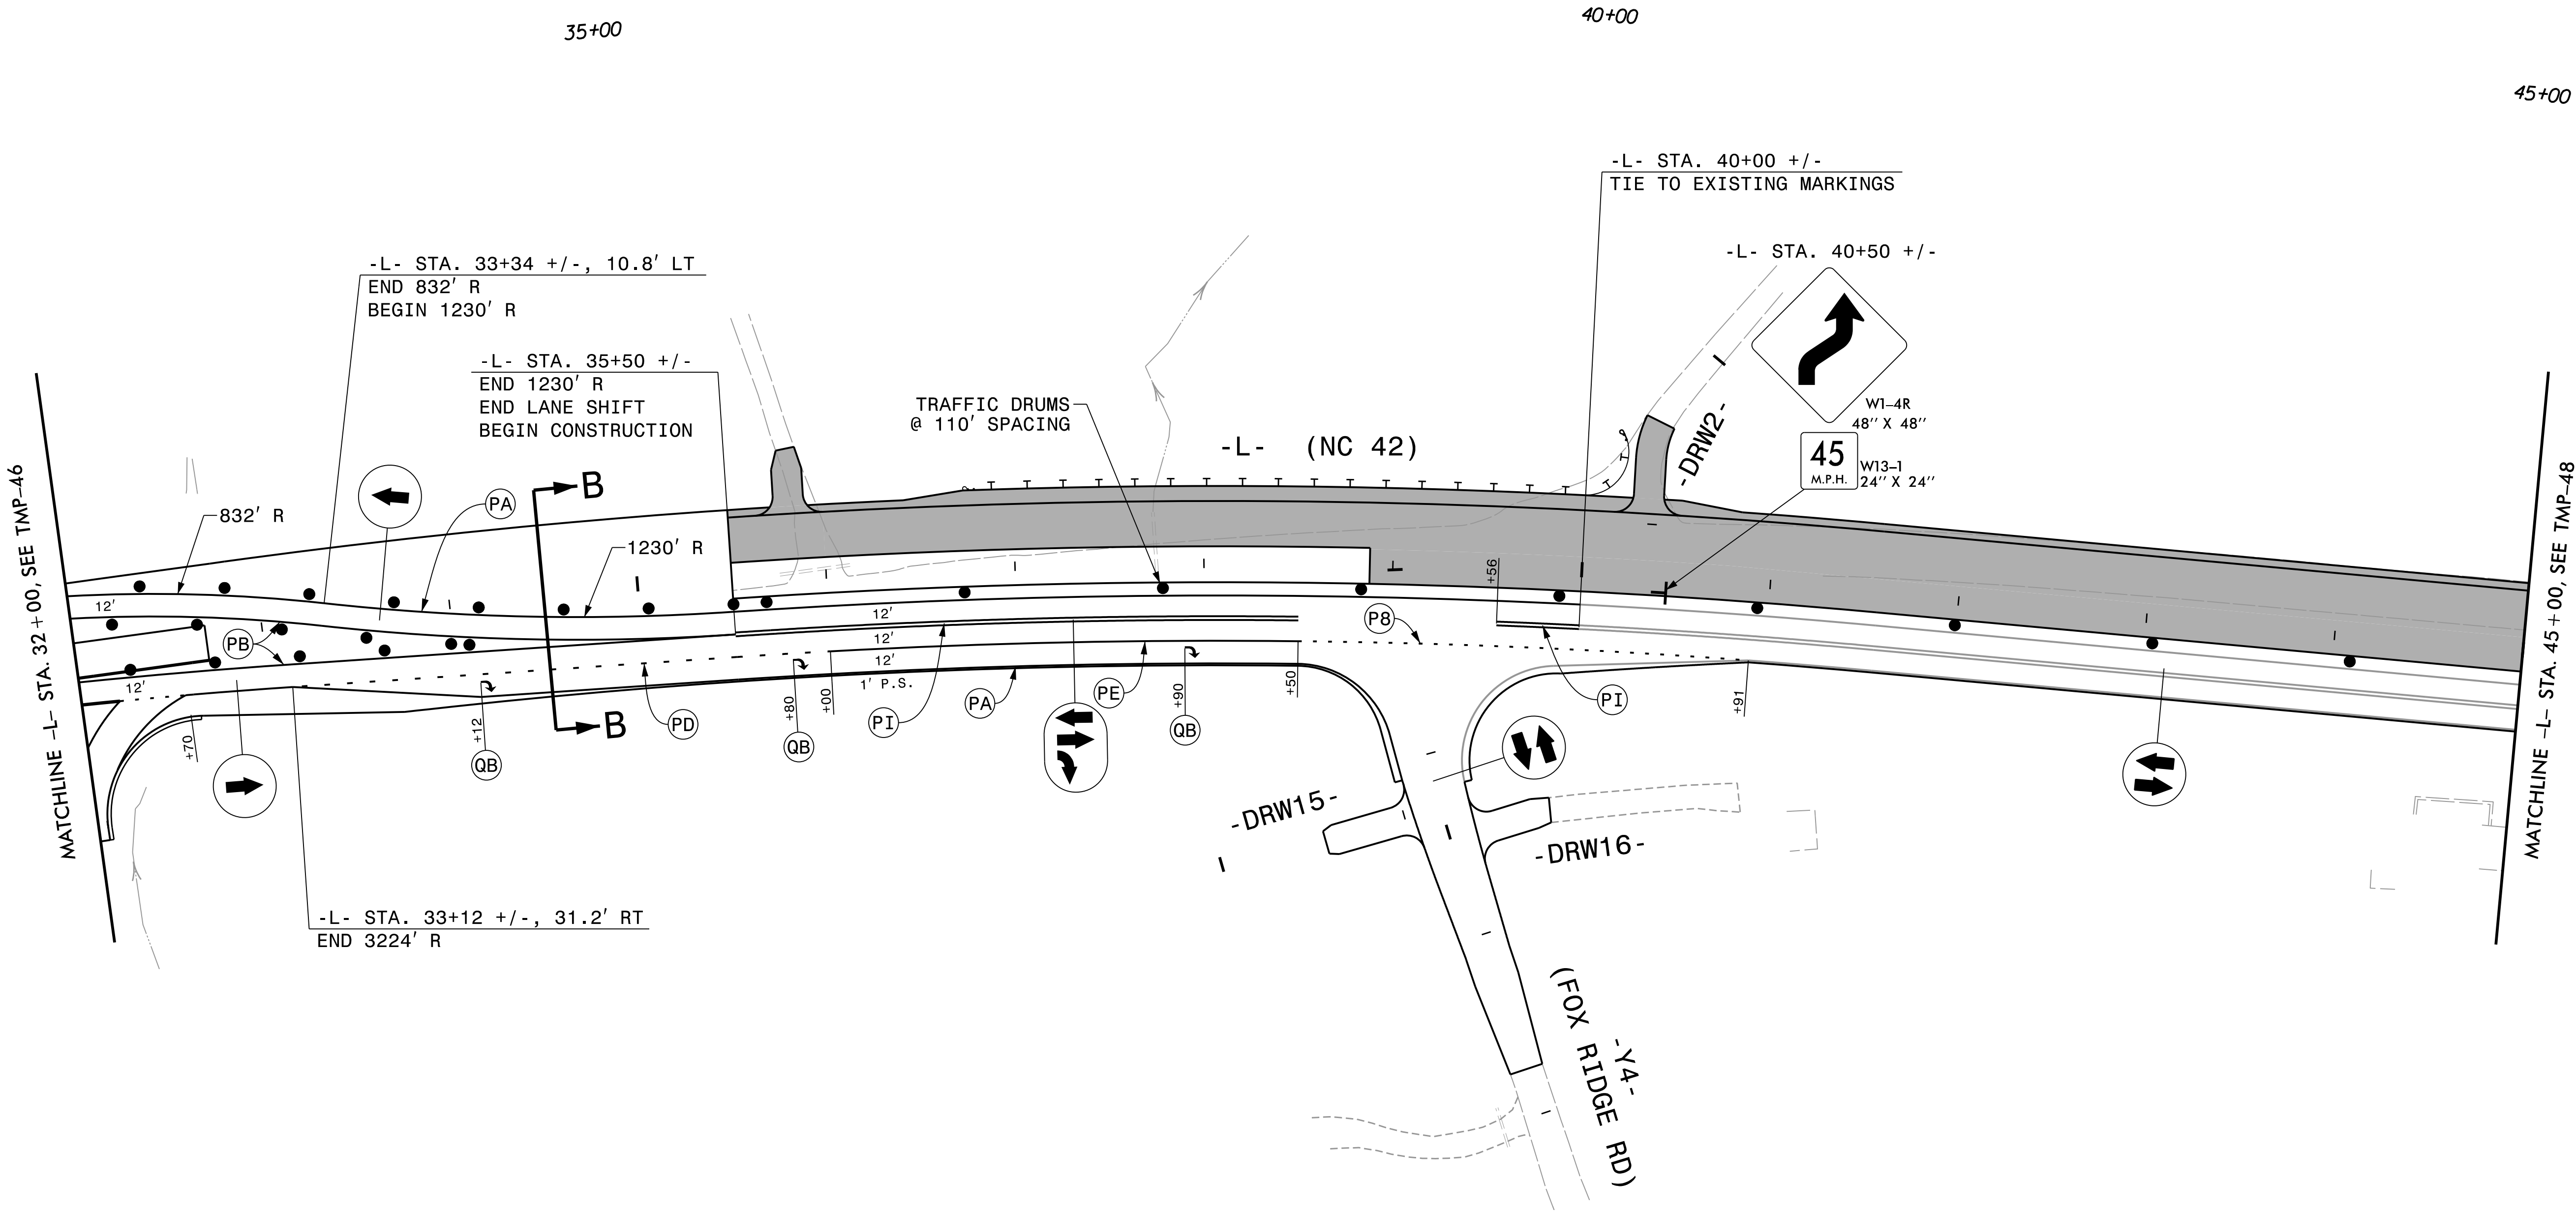 35+00
40+00
45+00
-L- STA. 40+00 +/-
TIE TO EXISTING MARKINGS
-L- STA. 40+50 +/-
-L- STA. 33+34 +/-, 10.8' LT
END 832' R
BEGIN 1230' R
-L- STA. 35+50 +/-
END 1230' R
END LANE SHIFT
BEGIN CONSTRUCTION
TRAFFIC DRUMS
@ 110' SPACING
-L- (NC 42)
-DRW2-
W1-4R
48'' X 48''
45
M.P.H.
W13-1
24'' X 24''
MATCHLINE -L- STA. 32+00, SEE TMP-46
MATCHLINE -L- STA. 45+00, SEE TMP-48
832' R
PA
B
1230' R
+56
12'
PB
12'
12'
12'
12'
1' P.S.
P8
+70
+12
QB
B
PD
+80
+00
QB
PI
PA
PE
+90
QB
+50
PI
+91
-DRW15-
-DRW16-
-L- STA. 33+12 +/-, 31.2' RT
END 3224' R
-Y4-
(FOX RIDGE RD)